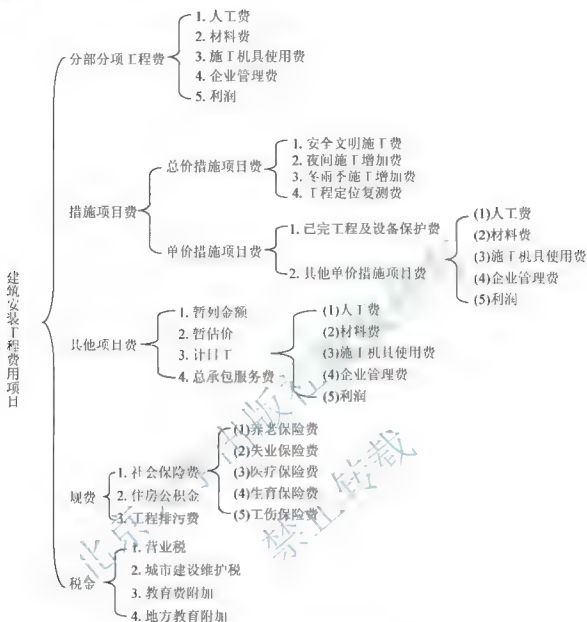 建筑安装工程费用项目
分部分项工程费
1. 人工费
2. 材料费
3. 施工机具使用费
4. 企业管理费
5. 利润
措施项目费
总价措施项目费
1. 安全文明施工费
2. 夜间施工增加费
3. 冬雨季施工增加费
4. 工程定位复测费
单价措施项目费
1. 已完工程及设备保护费
2. 其他单价措施项目费
(1)人工费
(2)材料费
(3)施工机具使用费
(4)企业管理费
(5)利润
其他项目费
1. 暂列金额
2. 暂估价
3. 计日工
4. 总承包服务费
(1)人工费
(2)材料费
(3)施工机具使用费
(4)企业管理费
(5)利润
规费
1. 社会保险费
2. 住房公积金
3. 工程排污费
(1)养老保险费
(2)失业保险费
(3)医疗保险费
(4)生育保险费
(5)工伤保险费
税金
1. 营业税
2. 城市建设维护税
3. 教育费附加
4. 地方教育附加
禁止转载